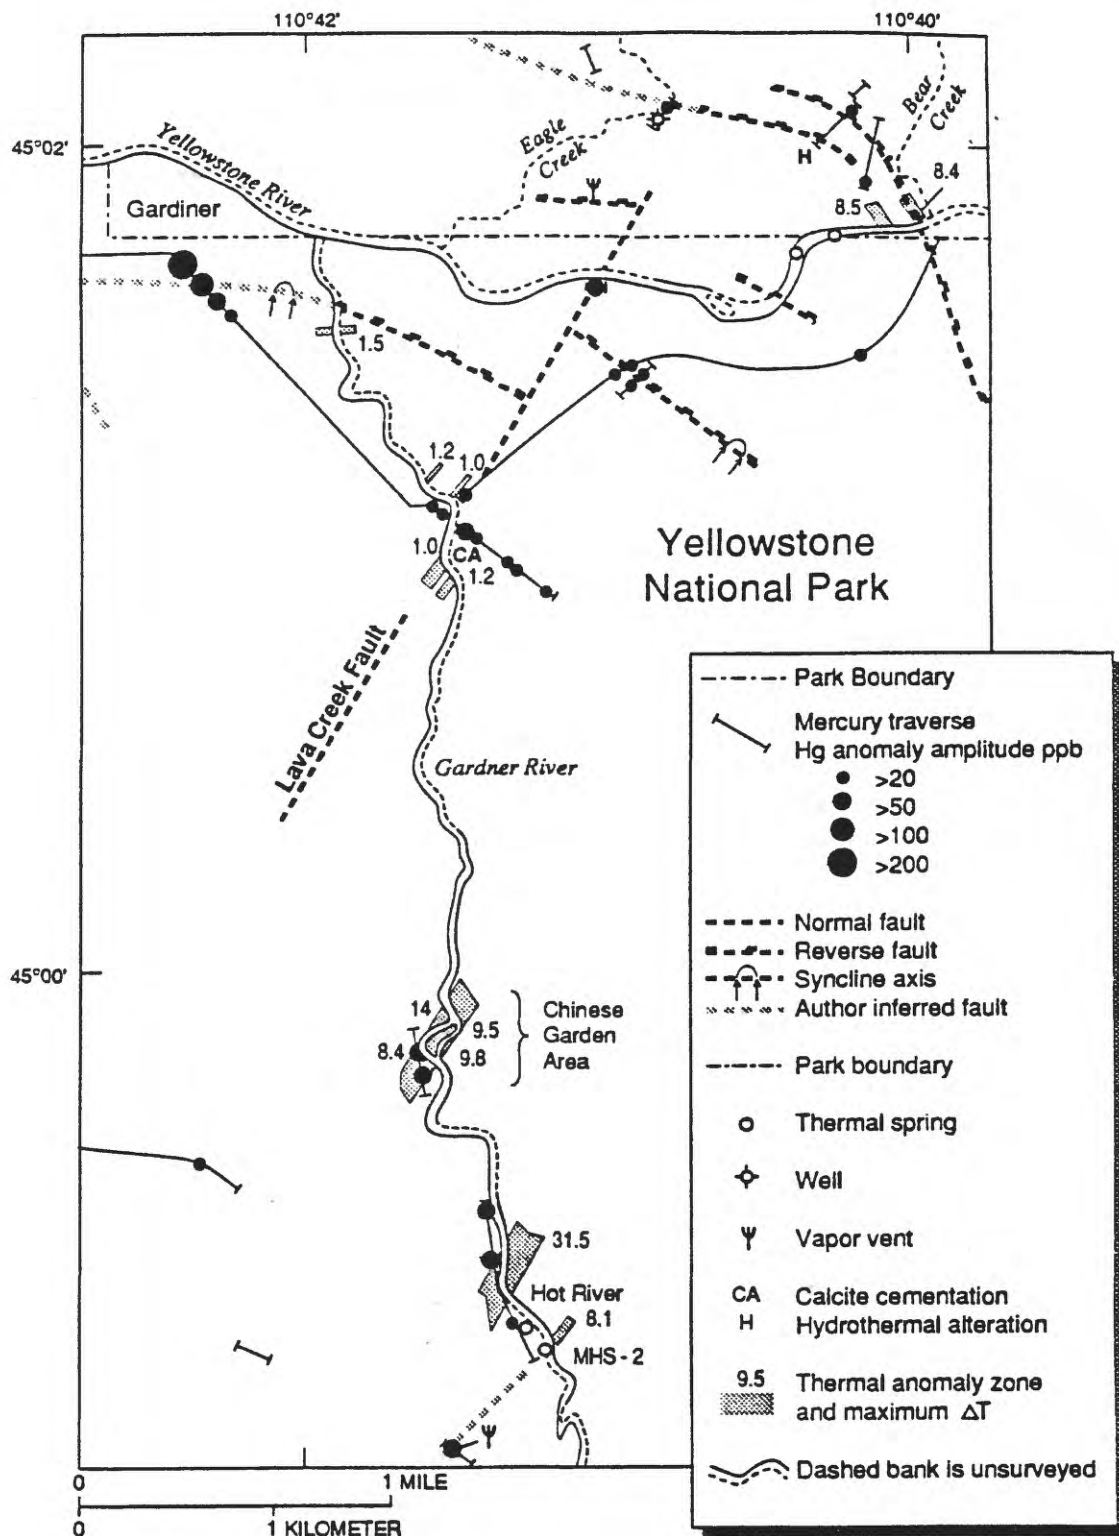 110°42'
110°40'
45°02'
Yellowstone River
Gardiner
Eagle
Creek
Bear
Creek
H
8.4
8.5
1.5
1.2
1.0
1.0
CA
1.2
Yellowstone
National Park
Lava Creek Fault
Gardner River
45°00'
14
9.5
8.4
9.8
Chinese
Garden
Area
31.5
Hot River
8.1
MHS - 2
0
1 MILE
0
1 KILOMETER
Park Boundary
Mercury traverse
Hg anomaly amplitude ppb
>20
>50
>100
>200
Normal fault
Reverse fault
Syncline axis
Author inferred fault
Park boundary
Thermal spring
Well
Vapor vent
CA Calcite cementation
H Hydrothermal alteration
9.5 Thermal anomaly zone
and maximum ΔT
Dashed bank is unsurveyed